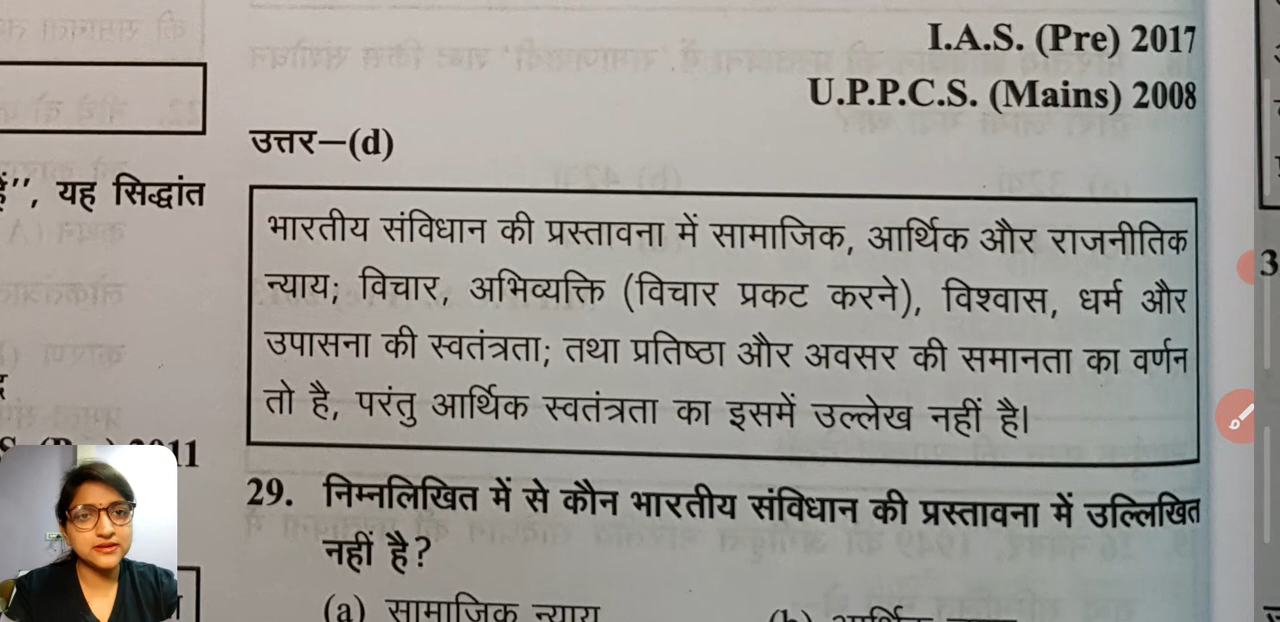 I.A.S. (Pre) 2017
U.P.P.C.S. (Mains) 2008
उत्तर–(d)
यह सिद्धांत
भारतीय संविधान की प्रस्तावना में सामाजिक, आर्थिक और राजनीतिक
न्याय; विचार, अभिव्यक्ति (विचार प्रकट करने), विश्वास, धर्म और
उपासना की स्वतंत्रता; तथा प्रतिष्ठा और अवसर की समानता का वर्णन
तो है, परंतु आर्थिक स्वतंत्रता का इसमें उल्लेख नहीं है।
29. निम्नलिखित में से कौन भारतीय संविधान की प्रस्तावना में उल्लिखित
नहीं है?
(a) सामाजिक न्याय
(b) आर्थिक
3